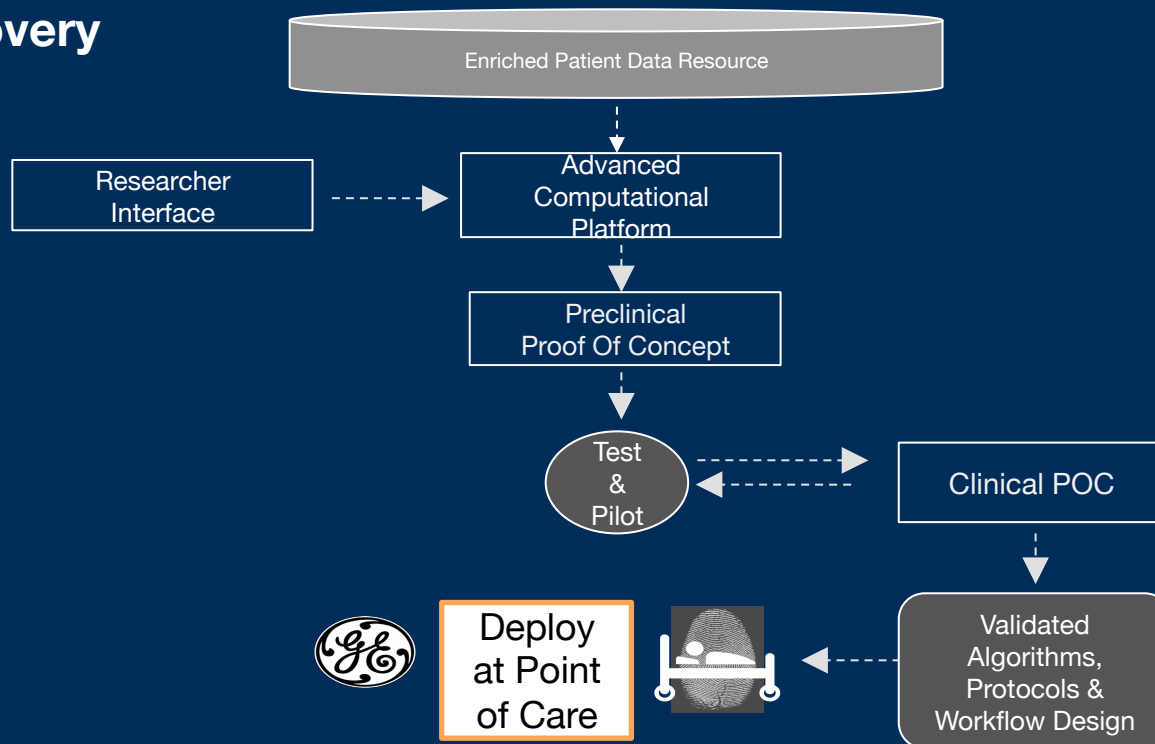 overy
Enriched Patient Data Resource
Researcher
Interface
Advanced
Computational
Platform
Preclinical
Proof Of Concept
Test
&
Pilot
Clinical POC
Validated
Algorithms,
Protocols &
Workflow Design
GE
Deploy
at Point
of Care